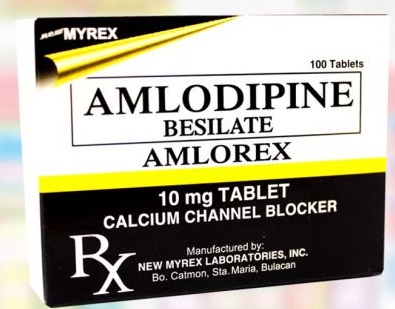 NEW MYREX
100 Tablets
AMLODIPINE
BESILATE
AMLOREX
10 mg TABLET
CALCIUM CHANNEL BLOCKER
Rx
Manufactured by:
NEW MYREX LABORATORIES, INC.
Bo. Catmon, Sta. Maria, Bulacan